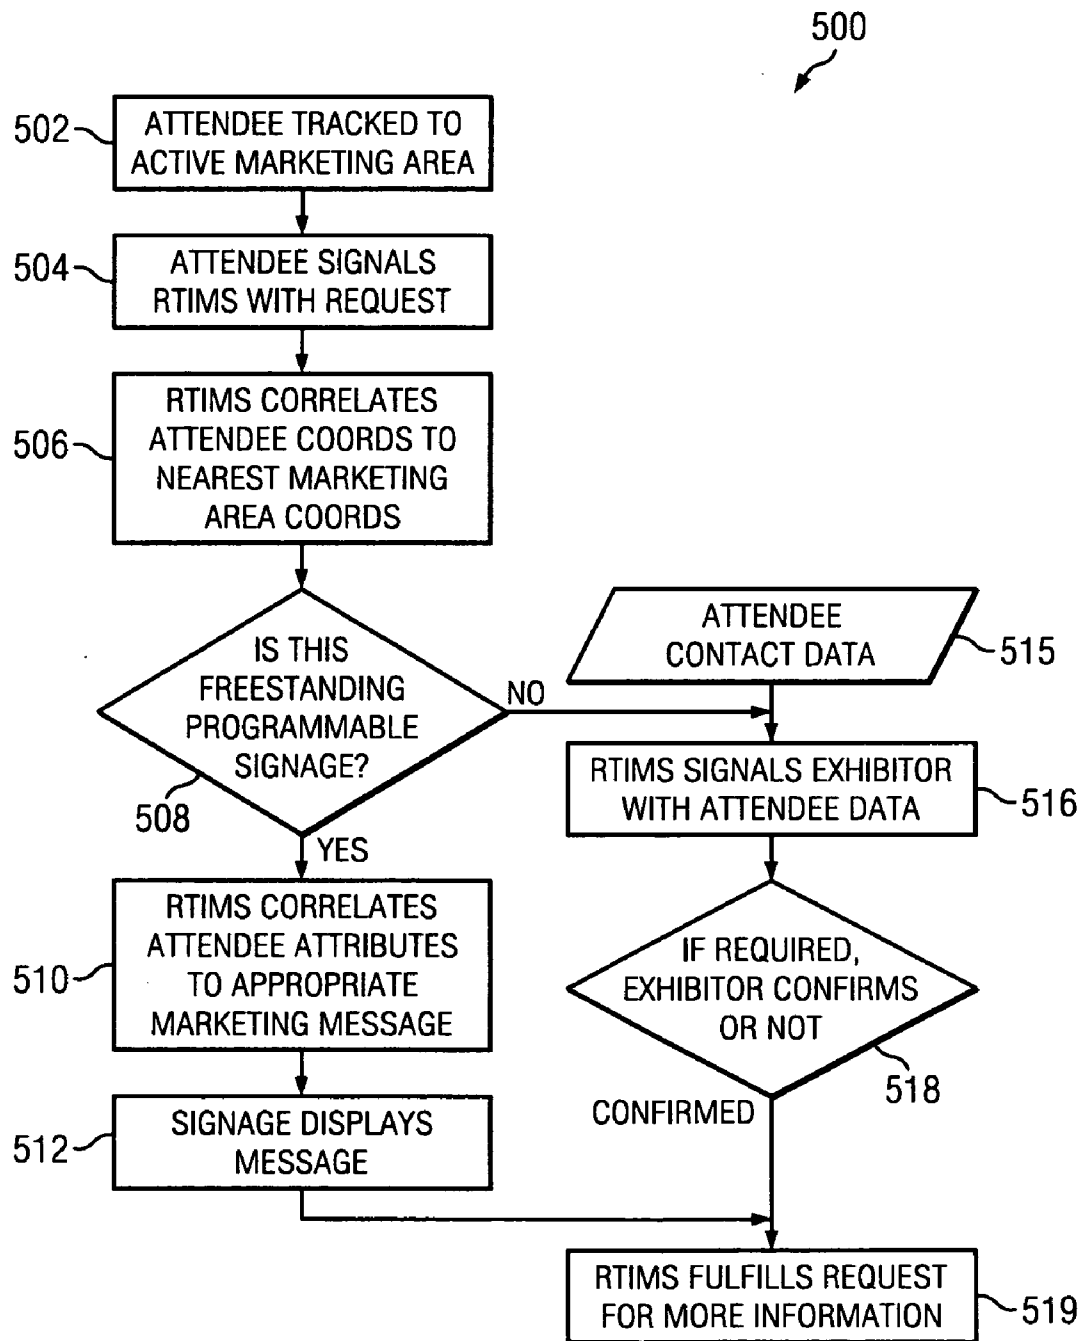 500
502
ATTENDEE TRACKED TO
ACTIVE MARKETING AREA
504
ATTENDEE SIGNALS
RTIMS WITH REQUEST
506
RTIMS CORRELATES
ATTENDEE COORDS TO
NEAREST MARKETING
AREA COORDS
IS THIS
FREESTANDING
PROGRAMMABLE
SIGNAGE?
508
NO
YES
ATTENDEE
CONTACT DATA
515
RTIMS SIGNALS EXHIBITOR
WITH ATTENDEE DATA
516
510
RTIMS CORRELATES
ATTENDEE ATTRIBUTES
TO APPROPRIATE
MARKETING MESSAGE
IF REQUIRED,
EXHIBITOR CONFIRMS
OR NOT
518
CONFIRMED
512
SIGNAGE DISPLAYS
MESSAGE
RTIMS FULFILLS REQUEST
FOR MORE INFORMATION
519